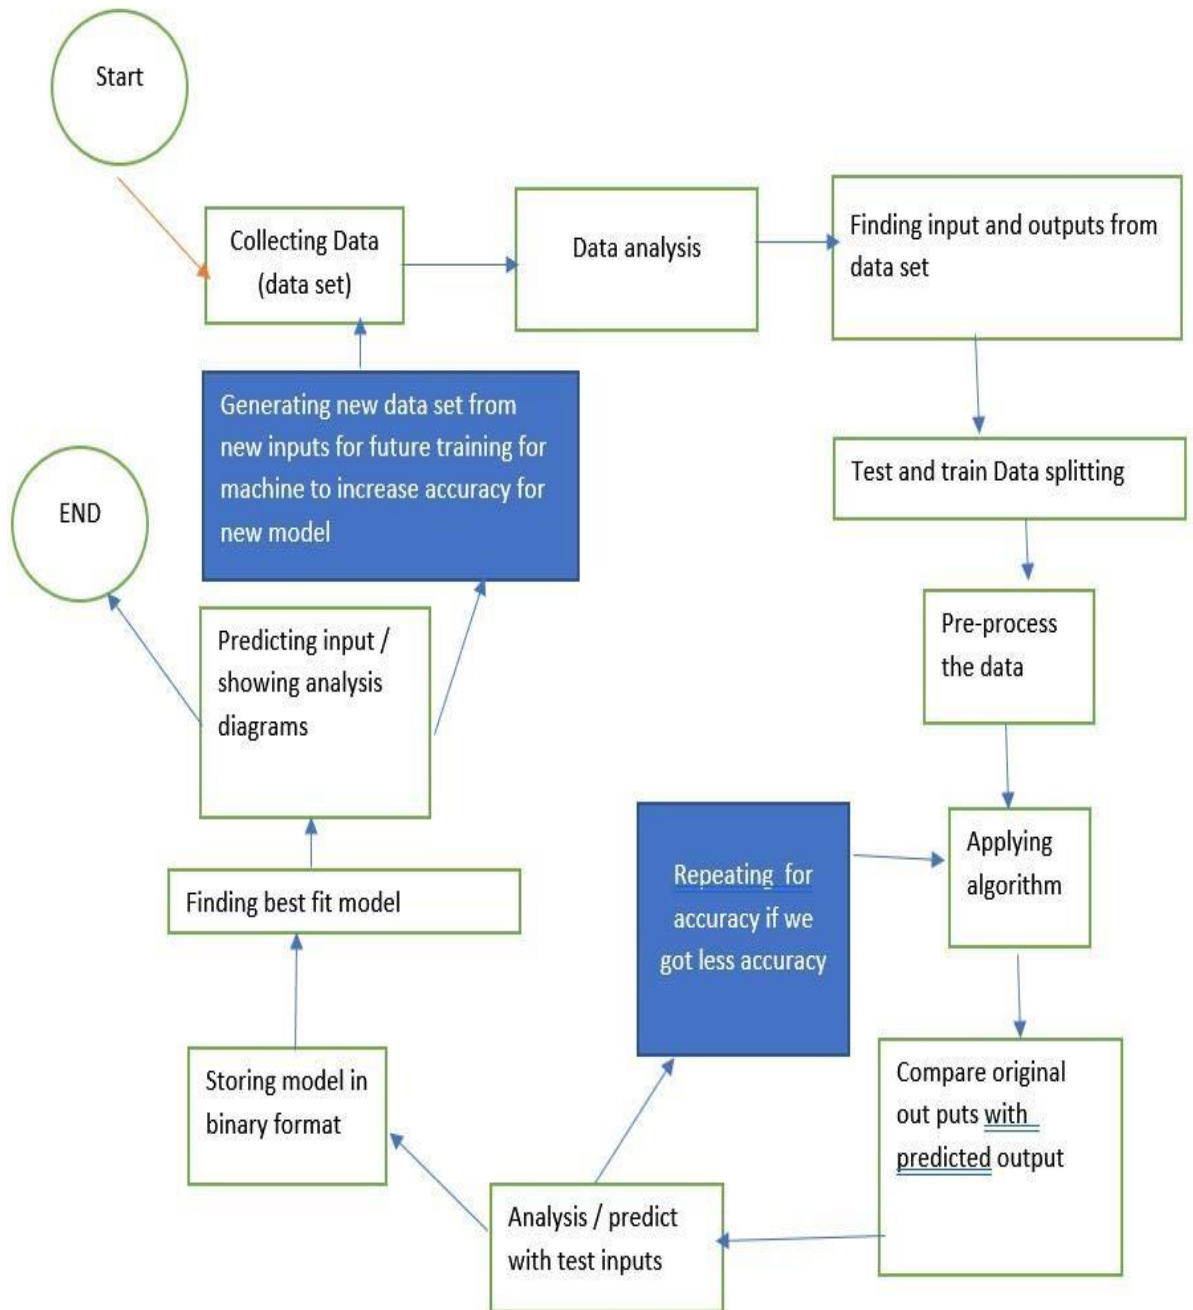 Start
Collecting Data
(data set)
Data analysis
Finding input and outputs from
data set
Generating new data set from
new inputs for future training for
machine to increase accuracy for
new model
Test and train Data splitting
END
Pre-process
the data
Predicting input /
showing analysis
diagrams
Applying
algorithm
Repeating for
accuracy if we
got less accuracy
Finding best fit model
Compare original
out puts with
predicted output
Storing model in
binary format
Analysis / predict
with test inputs